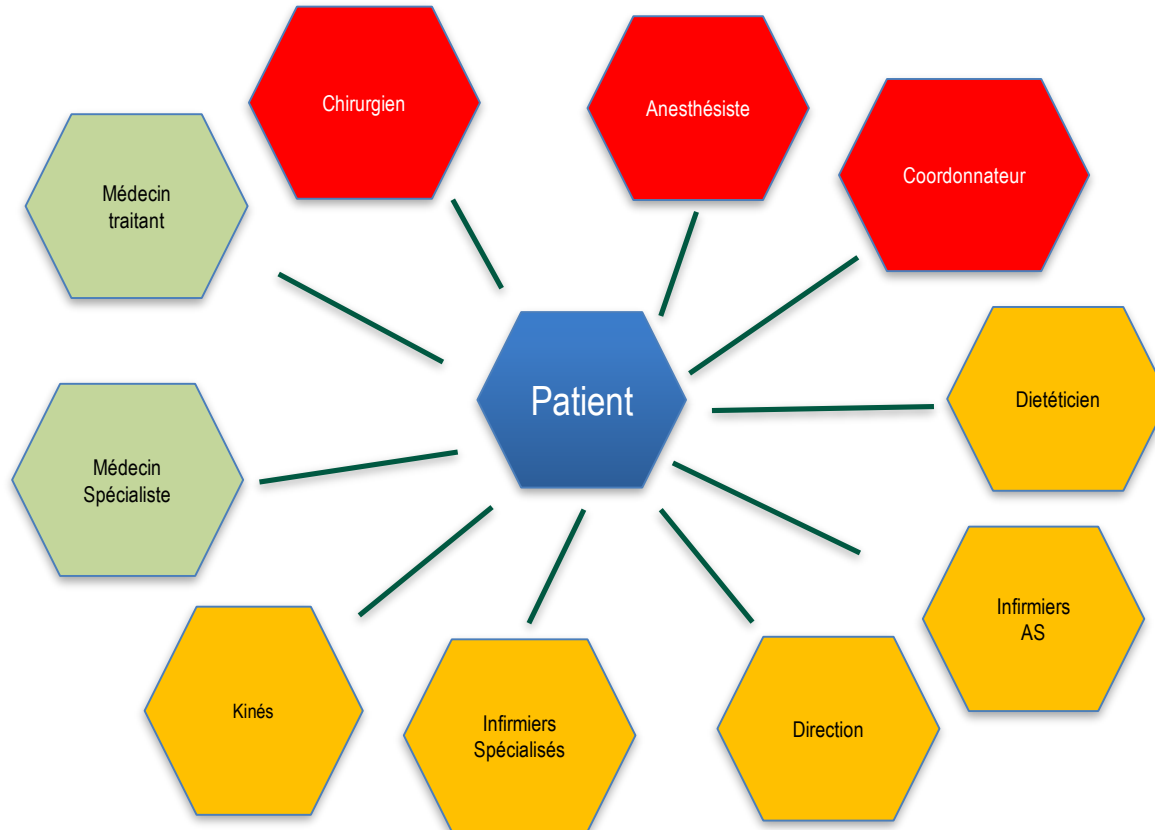 Chirurgien
Anesthésiste
Coordonnateur
Médecin
traitant
Patient
Dietéticien
Médecin
Spécialiste
Infirmiers
AS
Kinés
Infirmiers
Spécialisés
Direction